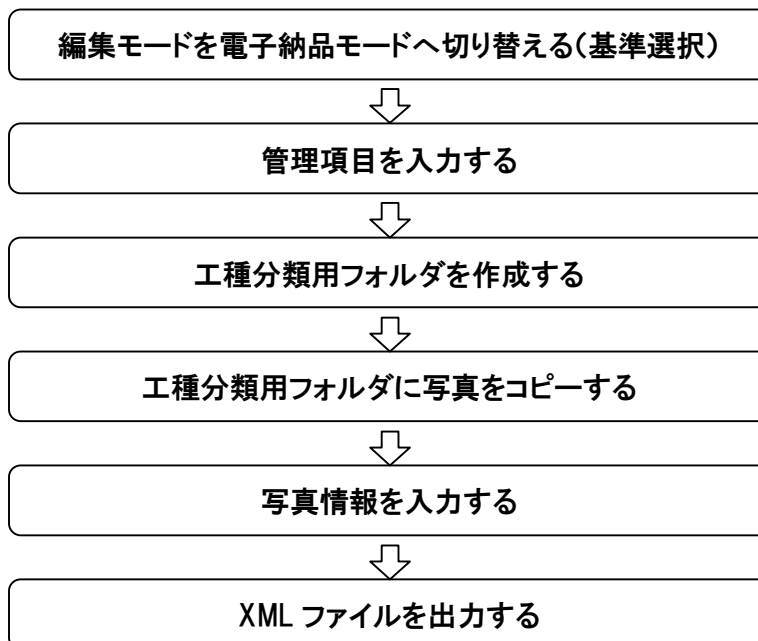 編集モードを電子納品モードへ切り替える(基準選択)
管理項目を入力する
工種分類用フォルダを作成する
工種分類用フォルダに写真をコピーする
写真情報を入力する
XML ファイルを出力する